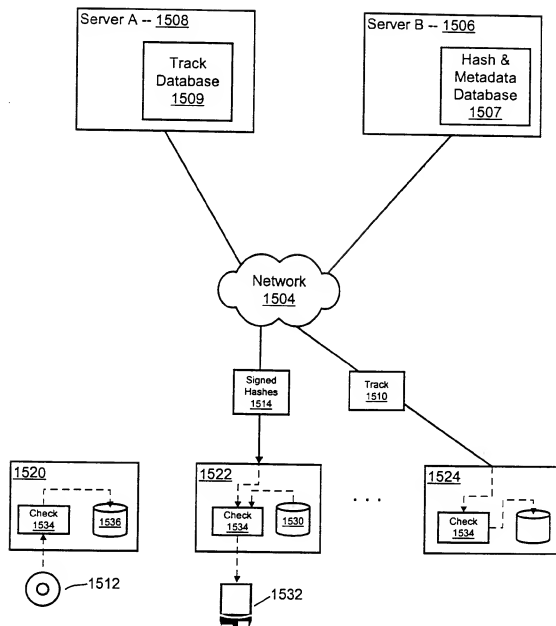 Server A -- 1508
Track
Database
1509
Server B -- 1506
Hash &
Metadata
Database
1507
Network
1504
Signed
Hashes
1514
Track
1510
1520
Check
1534
1536
1512
1522
Check
1534
1530
1532
. . .
1524
Check
1534